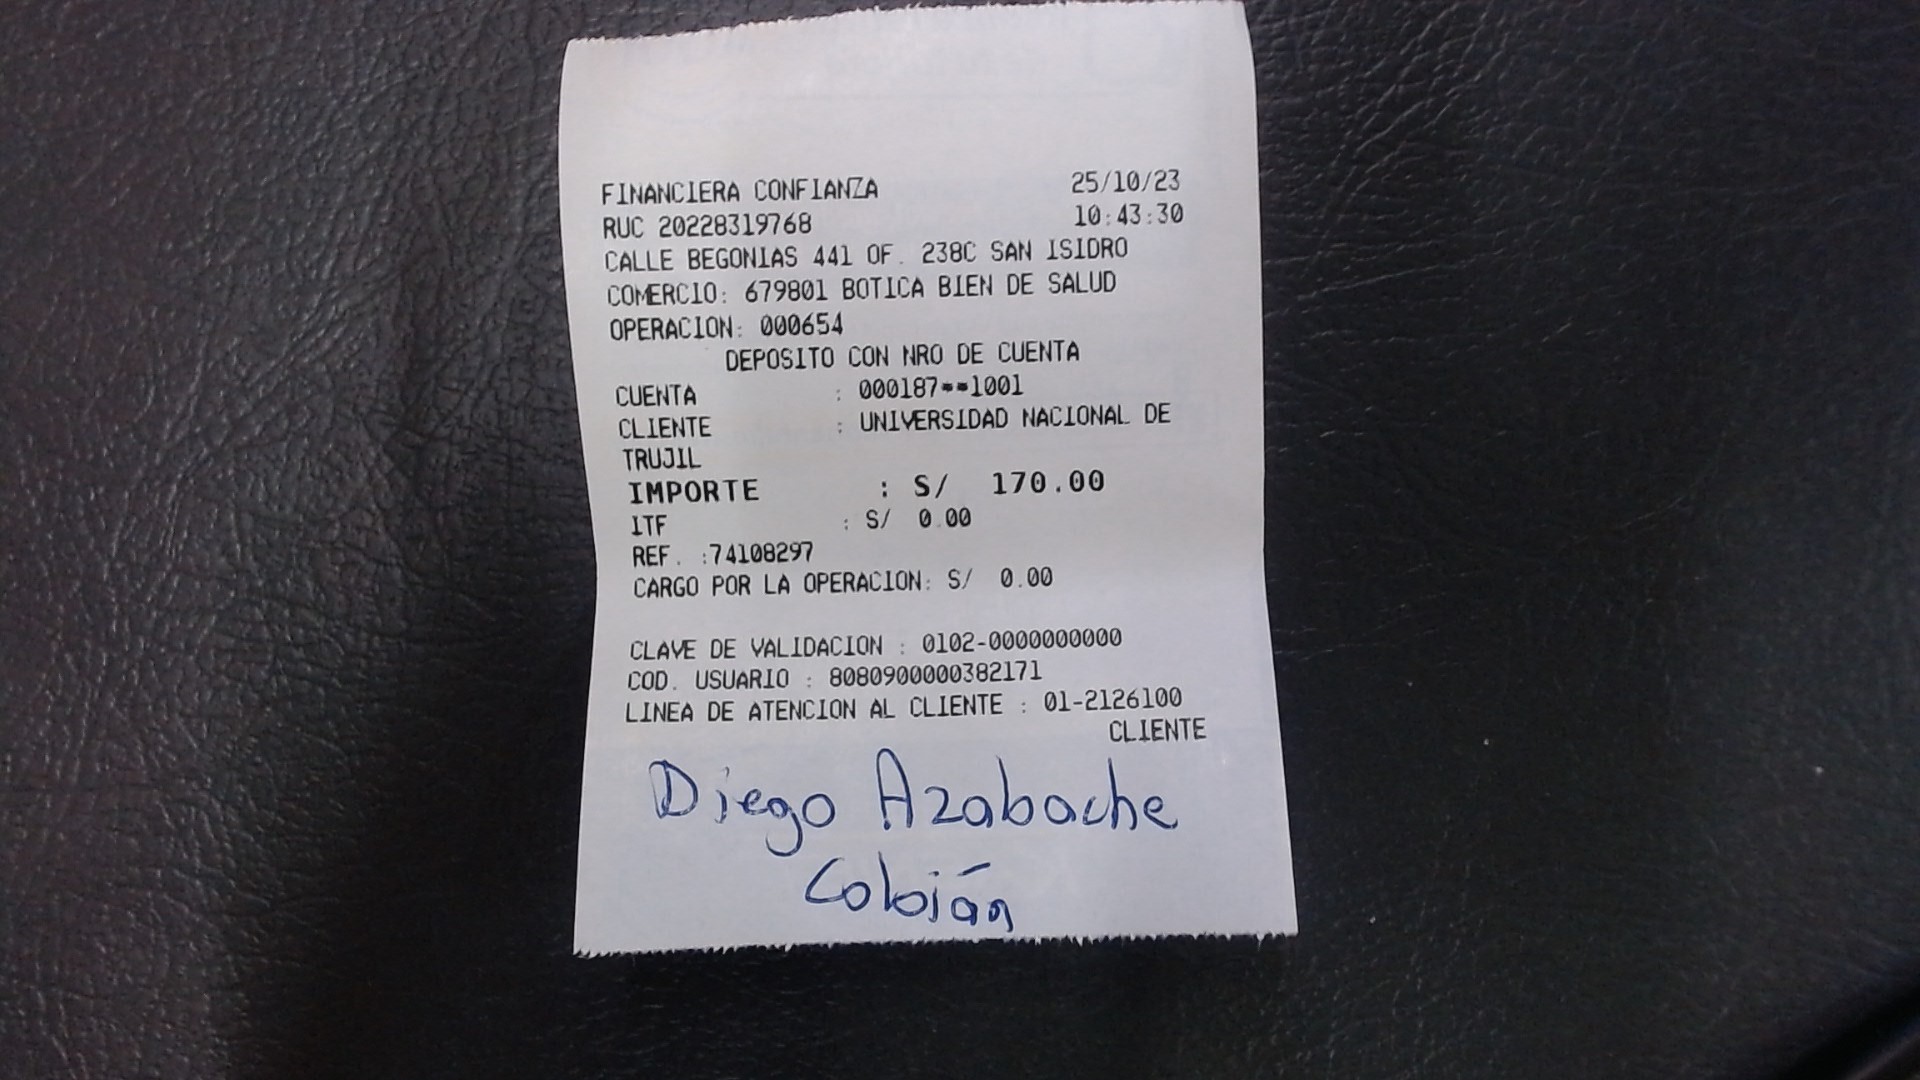 FINANCIERA CONFIANZA 25/10/23
RUC 20228319768 10:43:30
CALLE BEGONIAS 441 OF. 238C SAN ISIDRO
COMERCIO: 679801 BOTICA BIEN DE SALUD
OPERACION: 000654
DEPOSITO CON NRO DE CUENTA
CUENTA : 000187**1001
CLIENTE : UNIVERSIDAD NACIONAL DE
TRUJIL
IMPORTE : S/ 170.00
ITF : S/ 0.00
REF. :74108297
CARGO POR LA OPERACION: S/ 0.00
CLAVE DE VALIDACION : 0102-0000000000
COD. USUARIO : 8080900000382171
LINEA DE ATENCION AL CLIENTE : 01-2126100
CLIENTE
Diego Azabache
Cobián